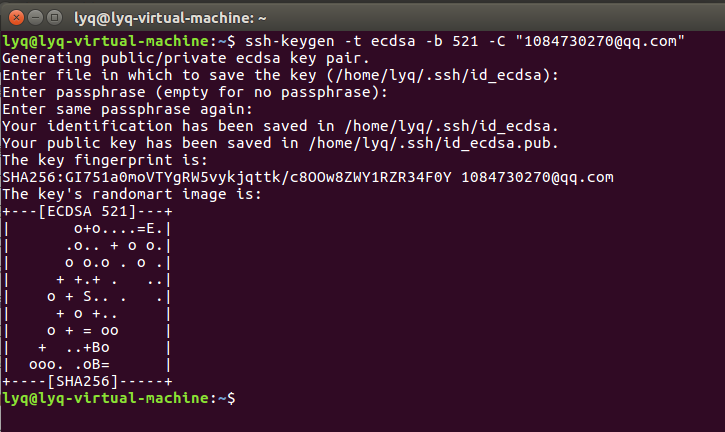 lyq@lyq-virtual-machine: ~
lyq@lyq-virtual-machine:~$ ssh-keygen -t ecdsa -b 521 -C "1084730270@qq.com"
Generating public/private ecdsa key pair.
Enter file in which to save the key (/home/lyq/.ssh/id_ecdsa):
Enter passphrase (empty for no passphrase):
Enter same passphrase again:
Your identification has been saved in /home/lyq/.ssh/id_ecdsa.
Your public key has been saved in /home/lyq/.ssh/id_ecdsa.pub.
The key fingerprint is:
SHA256:GI751a0moVTYgRW5vykjqttk/c8OOw8ZWY1RZR34F0Y 1084730270@qq.com
The key's randomart image is:
+---[ECDSA 521]---+
|       o+o....=E.|
|      .o.. + o o.|
|      o o.o . o .|
|     + +.+ .   ..|
|    o + S.. .   .|
|     + o +..     |
|    o + = oo     |
|   +  ..+Bo      |
|  ooo. .oB=      |
+----[SHA256]-----+
lyq@lyq-virtual-machine:~$